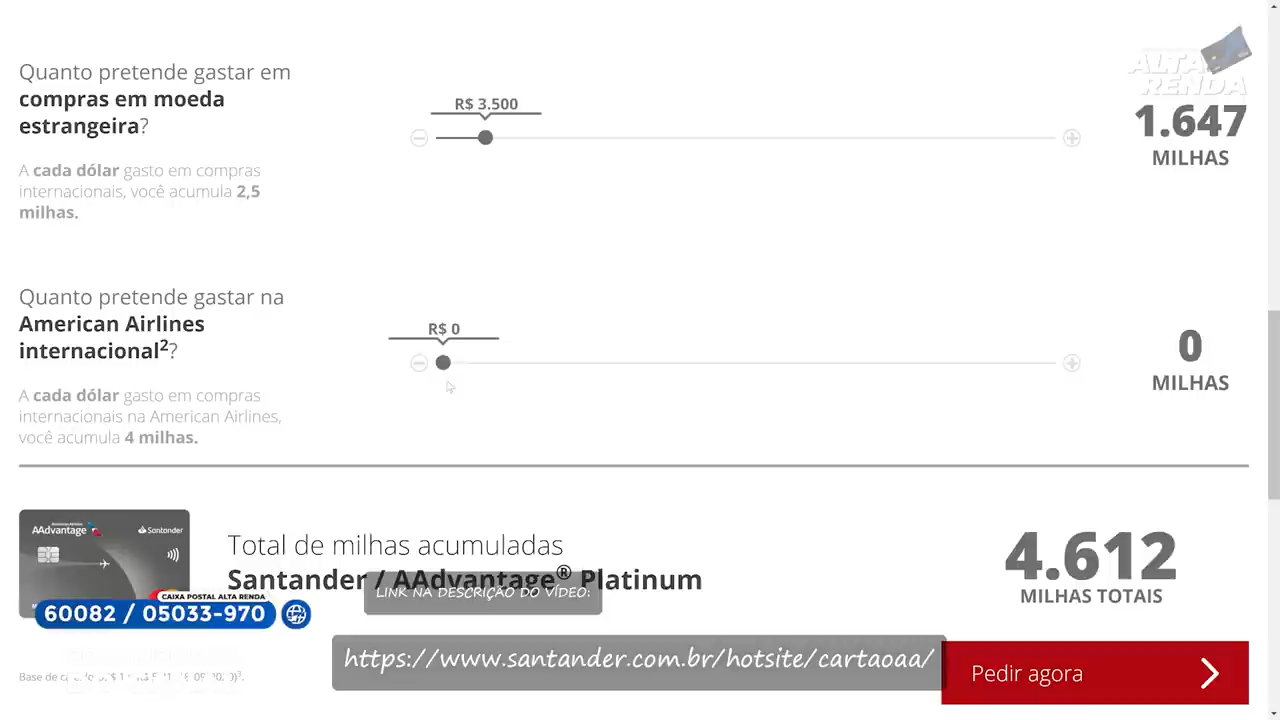 Quanto pretende gastar em
compras em moeda
estrangeira?
A cada dólar gasto em compras
internacionais, você acumula 2,5
milhas.
R$ 3.500
ALTA
RENDA
1.647
MILHAS
Quanto pretende gastar na
American Airlines
internacional²?
A cada dólar gasto em compras
internacionais na American Airlines,
você acumula 4 milhas.
R$ 0
0
MILHAS
AAdvantage
Santander
Total de milhas acumuladas
Santander / AAdvantage® Platinum
4.612
MILHAS TOTAIS
LINK NA DESCRIÇÃO DO VÍDEO:
CAIXA POSTAL ALTA RENDA
60082 / 05033-970
https://www.santander.com.br/hotsite/cartaoaa/
Pedir agora
Base de